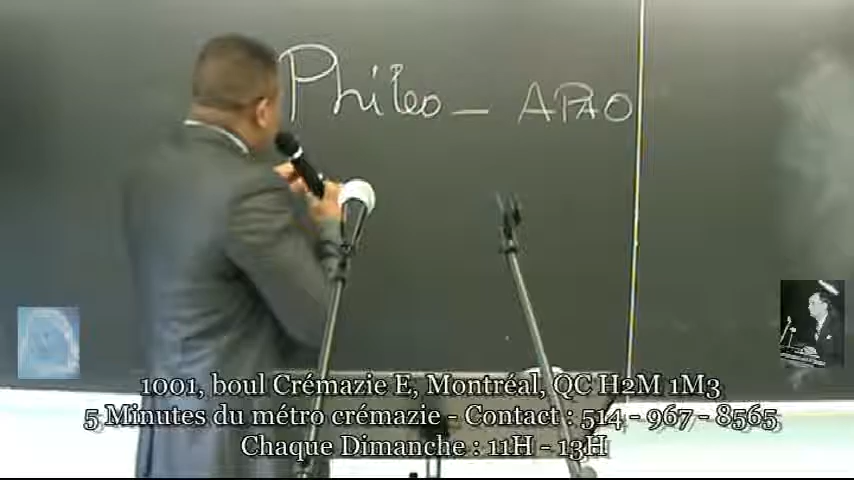 Phileo - APAO
1001, boul Crémazie E, Montréal, QC H2M 1M3
5 Minutes du métro crémazie - Contact : 514 - 967 - 8565
Chaque Dimanche : 11H - 13H